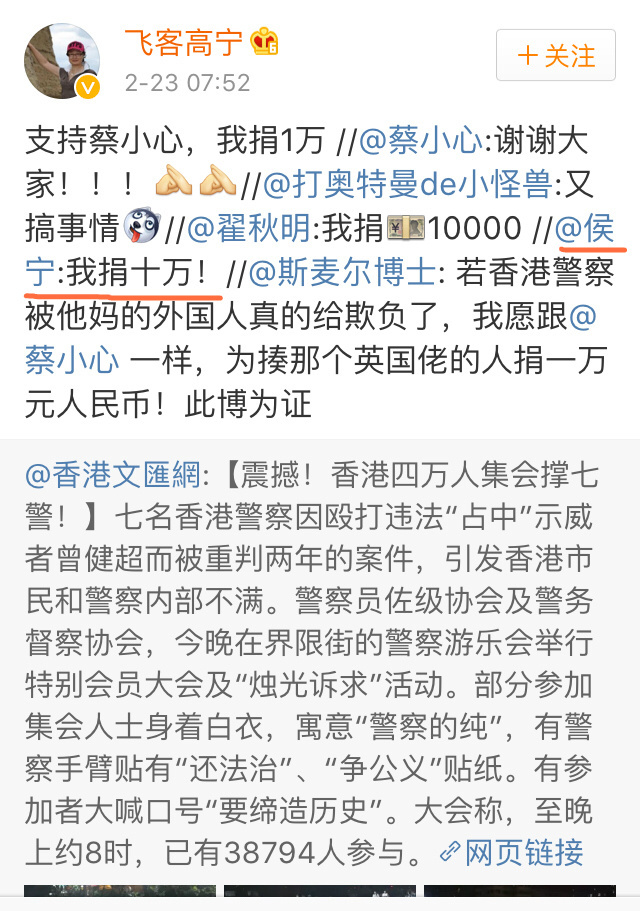 飞客高宁
2-23 07:52
+关注
支持蔡小心，我捐1万 //@蔡小心:谢谢大
家！！！//@打奥特曼de小怪兽:又
搞事情//@翟秋明:我捐10000 //@侯
宁:我捐十万！//@斯麦尔博士: 若香港警察
被他妈的外国人真的给欺负了，我愿跟@
蔡小心 一样，为揍那个英国佬的人捐一万
元人民币！此博为证
@香港文匯網:【震撼！香港四万人集会撑七
警！】七名香港警察因殴打违法“占中”示威
者曾健超而被重判两年的案件，引发香港市
民和警察内部不满。警察员佐级协会及警务
督察协会，今晚在界限街的警察游乐会举行
特别会员大会及“烛光诉求”活动。部分参加
集会人士身着白衣，寓意“警察的纯”，有警
察手臂贴有“还法治”、“争公义”贴纸。有参
加者大喊口号“要缔造历史”。大会称，至晚
上约8时，已有38794人参与。网页链接